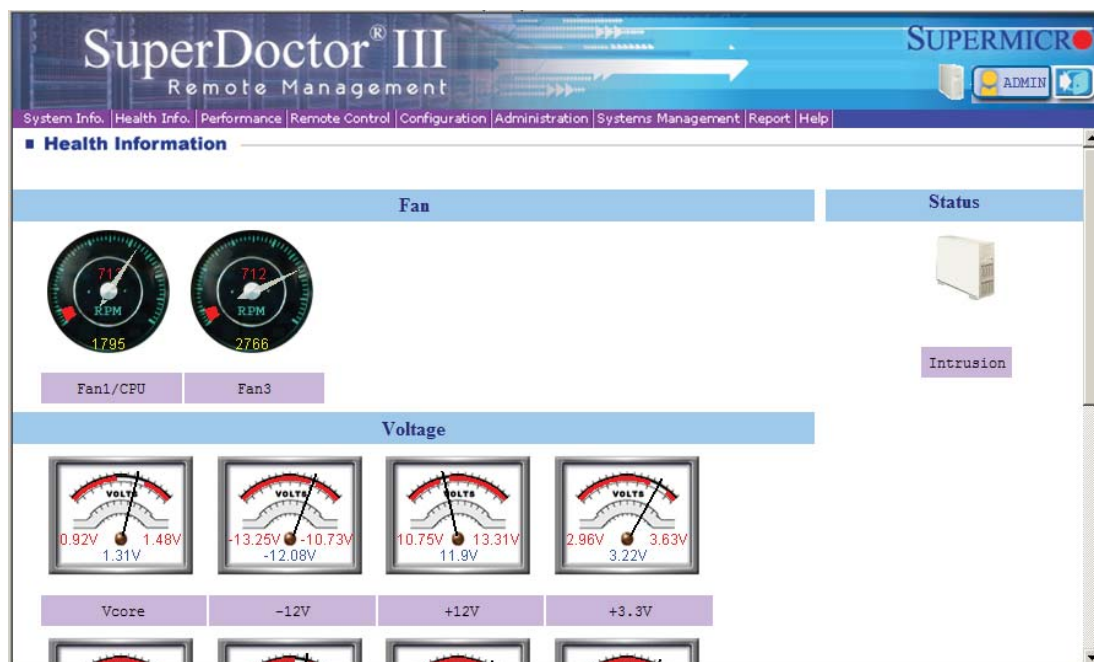 SuperDoctor® III
Remote Management
SUPERMICR
ADMIN
System Info. Health Info. Performance Remote Control Configuration Administration Systems Management Report Help
Health Information
Fan
Status
712
RPM
1795
2766
RPM
Fan1/CPU
Fan3
Intrusion
Voltage
VOLTS
0.92V 1.48V
1.31V
VOLTS
-13.25V -10.73V
-12.08V
VOLTS
10.75V 13.31V
11.9V
VOLTS
2.96V 3.63V
3.22V
Vcore
-12V
+12V
+3.3V